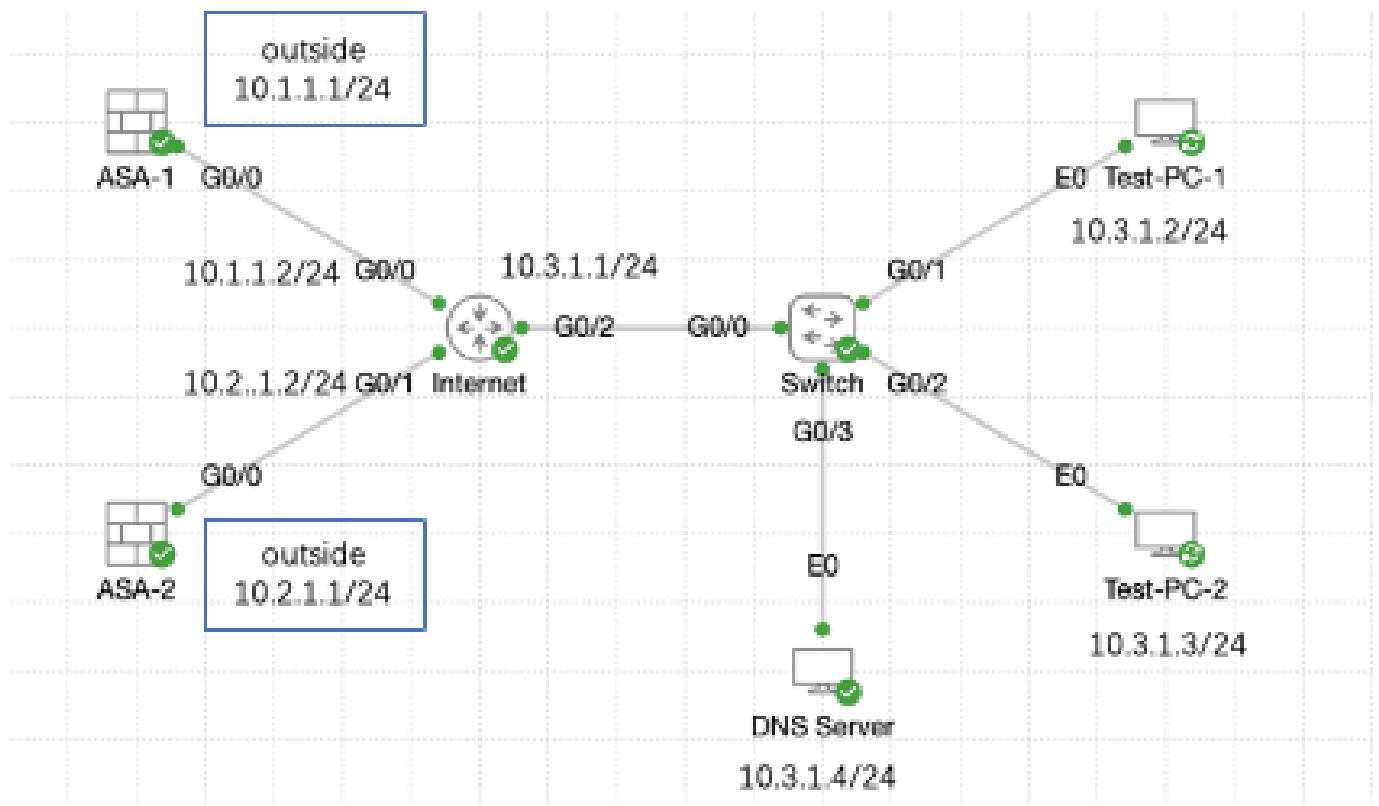 outside
10.1.1.1/24
ASA-1
G0/0
10.1.1.2/24
G0/0
10.3.1.1/24
E0
Test-PC-1
10.3.1.2/24
G0/1
G0/2
G0/0
10.2..1.2/24
G0/1
Internet
Switch
G0/2
G0/3
G0/0
E0
ASA-2
outside
10.2.1.1/24
E0
Test-PC-2
10.3.1.3/24
DNS Server
10.3.1.4/24